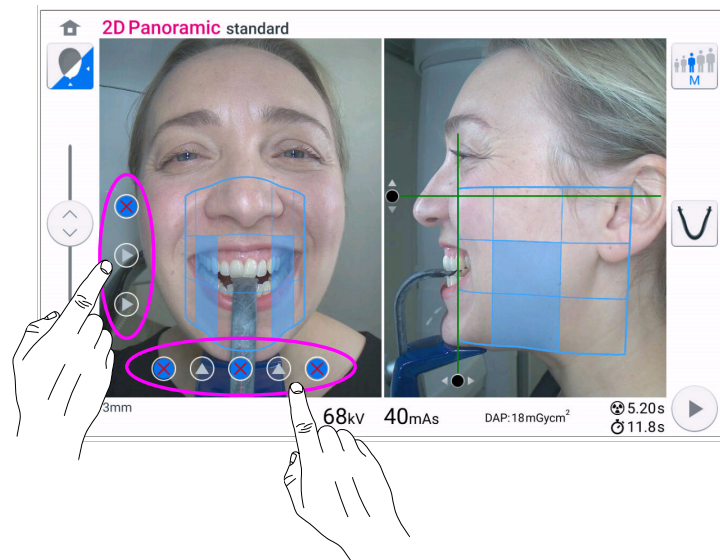 2D Panoramic standard
M
3mm
68kV
40mAs
DAP:18mGycm²
5.20s
11.8s